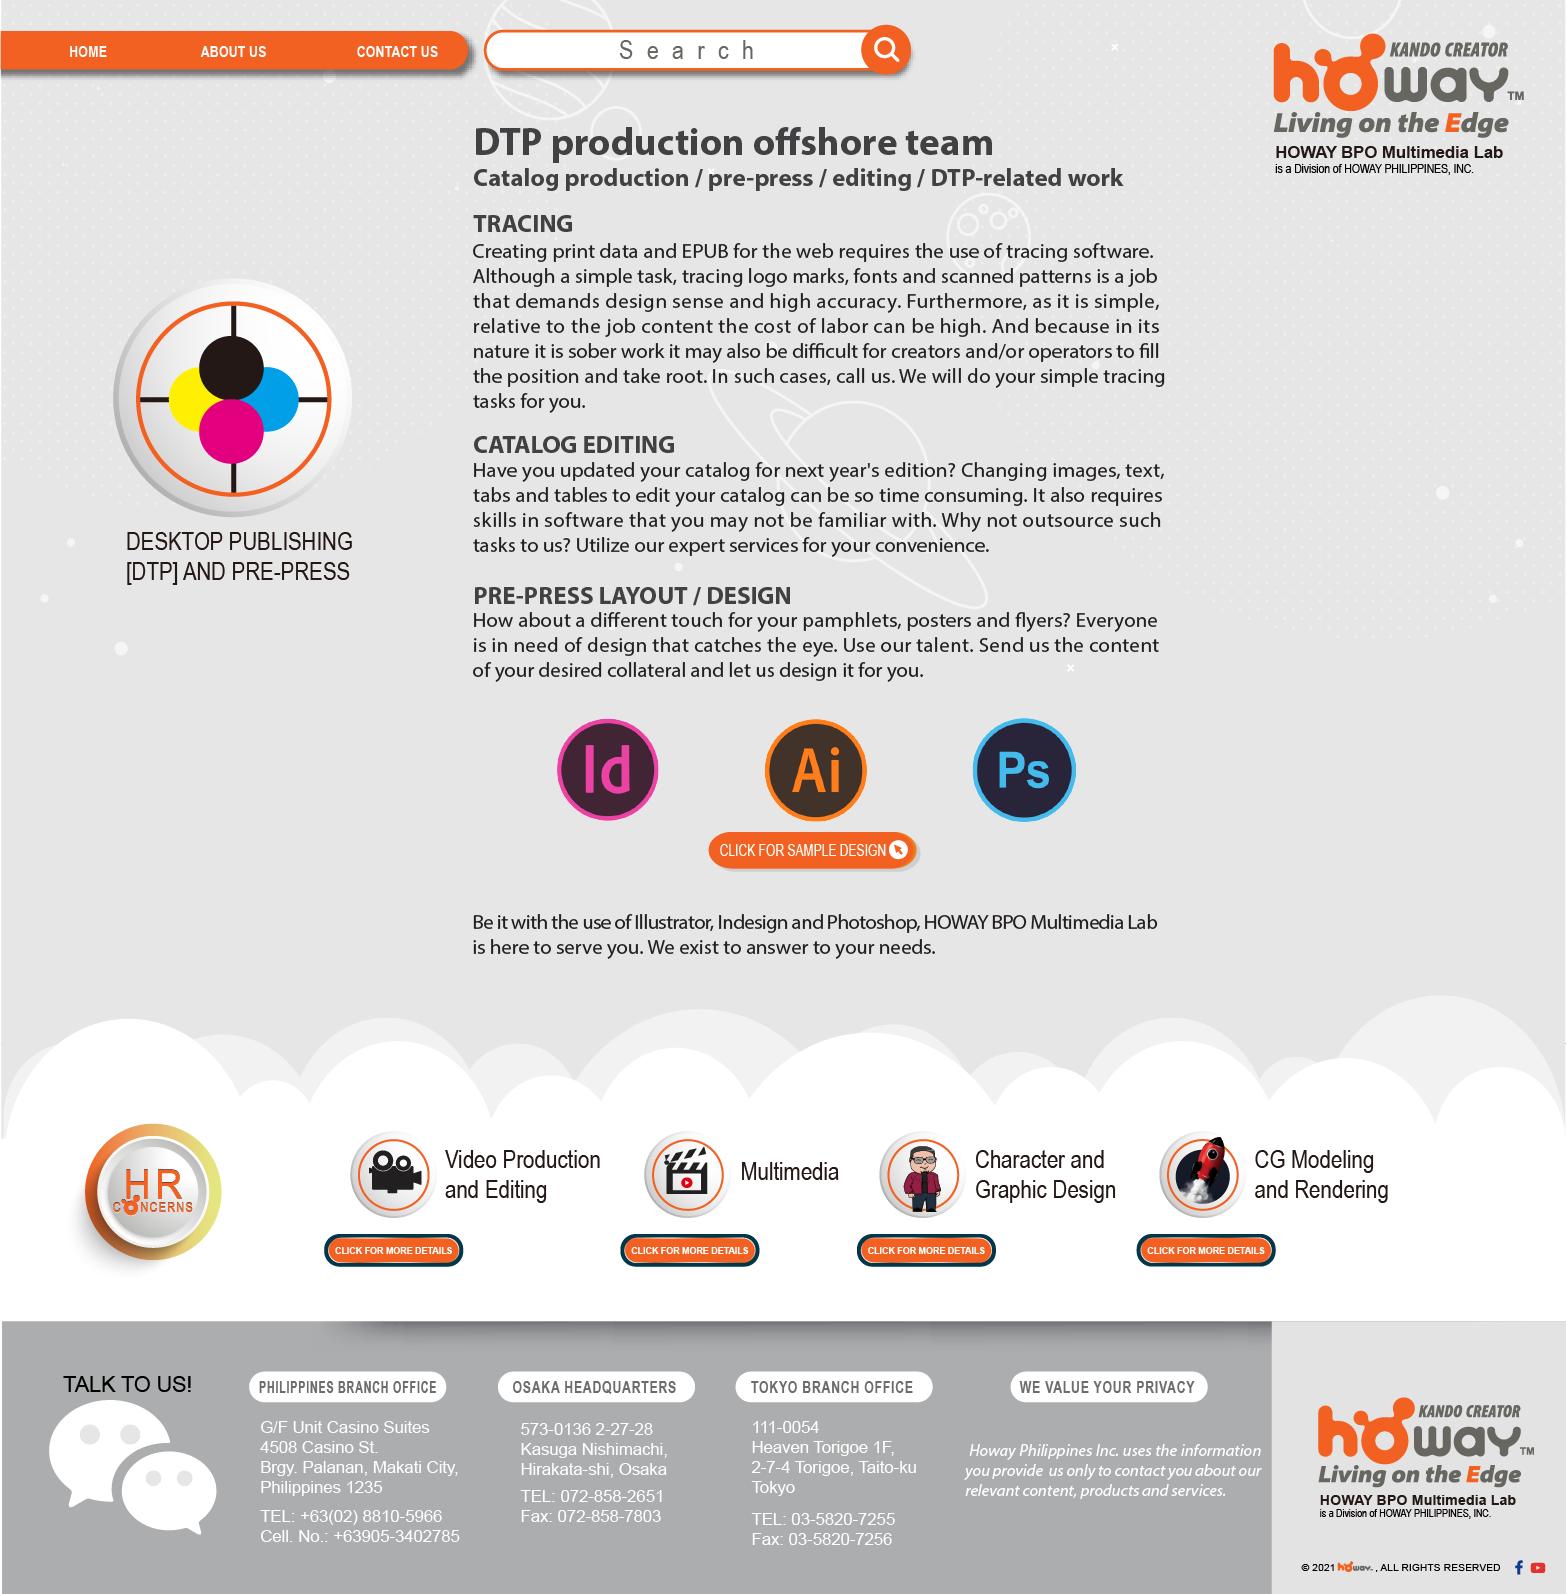 HOME
ABOUT US
CONTACT US
Search
KANDO CREATOR
howay TM
Living on the Edge
HOWAY BPO Multimedia Lab
is a Division of HOWAY PHILIPPINES, INC.
DTP production offshore team
Catalog production / pre-press / editing / DTP-related work
TRACING
Creating print data and EPUB for the web requires the use of tracing software.
Although a simple task, tracing logo marks, fonts and scanned patterns is a job
that demands design sense and high accuracy. Furthermore, as it is simple,
relative to the job content the cost of labor can be high. And because in its
nature it is sober work it may also be difficult for creators and/or operators to fill
the position and take root. In such cases, call us. We will do your simple tracing
tasks for you.
DESKTOP PUBLISHING
[DTP] AND PRE-PRESS
CATALOG EDITING
Have you updated your catalog for next year's edition? Changing images, text,
tabs and tables to edit your catalog can be so time consuming. It also requires
skills in software that you may not be familiar with. Why not outsource such
tasks to us? Utilize our expert services for your convenience.
PRE-PRESS LAYOUT / DESIGN
How about a different touch for your pamphlets, posters and flyers? Everyone
is in need of design that catches the eye. Use our talent. Send us the content
of your desired collateral and let us design it for you.
Id
Ai
Ps
CLICK FOR SAMPLE DESIGN
Be it with the use of Illustrator, Indesign and Photoshop, HOWAY BPO Multimedia Lab
is here to serve you. We exist to answer to your needs.
HR
CONCERNS
Video Production
and Editing
CLICK FOR MORE DETAILS
Multimedia
CLICK FOR MORE DETAILS
Character and
Graphic Design
CLICK FOR MORE DETAILS
CG Modeling
and Rendering
CLICK FOR MORE DETAILS
TALK TO US!
PHILIPPINES BRANCH OFFICE
G/F Unit Casino Suites
4508 Casino St.
Brgy. Palanan, Makati City,
Philippines 1235
TEL: +63(02) 8810-5966
Cell. No.: +63905-3402785
OSAKA HEADQUARTERS
573-0136 2-27-28
Kasuga Nishimachi,
Hirakata-shi, Osaka
TEL: 072-858-2651
Fax: 072-858-7803
TOKYO BRANCH OFFICE
111-0054
Heaven Torigoe 1F,
2-7-4 Torigoe, Taito-ku
Tokyo
TEL: 03-5820-7255
Fax: 03-5820-7256
WE VALUE YOUR PRIVACY
Howay Philippines Inc. uses the information
you provide us only to contact you about our
relevant content, products and services.
KANDO CREATOR
howay TM
Living on the Edge
HOWAY BPO Multimedia Lab
is a Division of HOWAY PHILIPPINES, INC.
© 2021 howay , ALL RIGHTS RESERVED